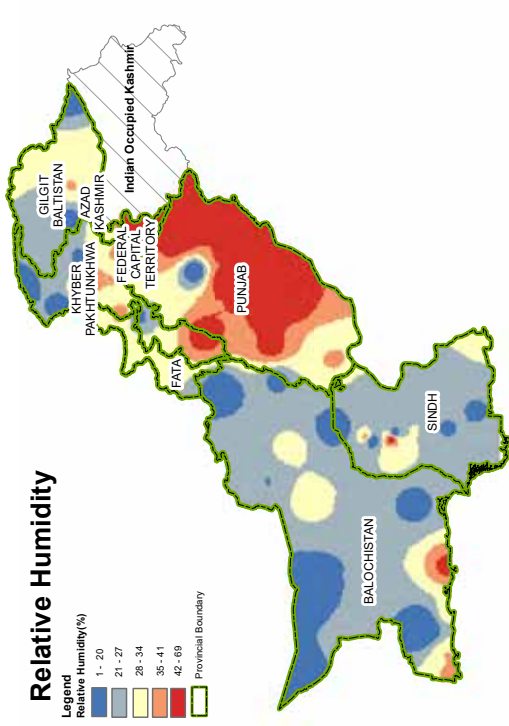 Relative Humidity
Legend
Relative Humidity(%)
1 - 20
21 - 27
28 - 34
35 - 41
42 - 69
Provincial Boundary
GILGIT
BALTISTAN
AZAD
KASHMIR
Indian Occupied Kashmir
KHYBER
PAKHTUNKHWA
FEDERAL
CAPITAL
TERRITORY
FATA
PUNJAB
BALOCHISTAN
SINDH